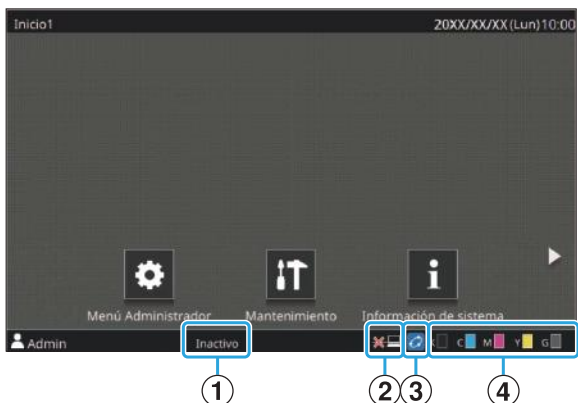 Inicio1 20XX/XX/XX (Lun)10:00
Menú Administrador Mantenimiento Información de sistema
Admin Inactivo K C M Y G
1 2 3 4